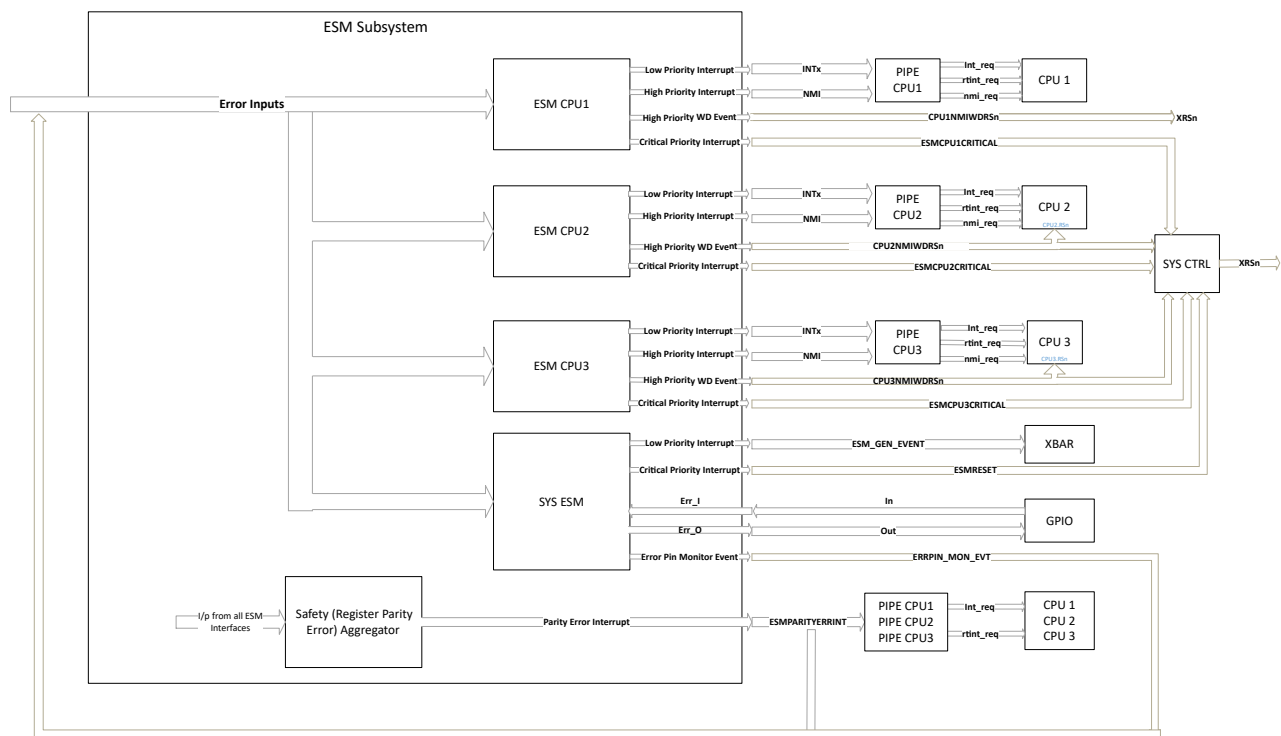 ESM Subsystem
Error Inputs
ESM CPU1
Low Priority Interrupt
INTx
High Priority Interrupt
NMI
High Priority WD Event
CPU1NMIWDRSn
XRSn
Critical Priority Interrupt
ESMCPU1CRITICAL
PIPE
CPU1
Int_req
rtint_req
nmi_req
CPU 1
ESM CPU2
Low Priority Interrupt
INTx
High Priority Interrupt
NMI
High Priority WD Event
CPU2NMIWDRSn
Critical Priority Interrupt
ESMCPU2CRITICAL
PIPE
CPU2
Int_req
rtint_req
nmi_req
CPU 2
CPU2.RSn
SYS CTRL
XRSn
ESM CPU3
Low Priority Interrupt
INTx
High Priority Interrupt
NMI
High Priority WD Event
CPU3NMIWDRSn
Critical Priority Interrupt
ESMCPU3CRITICAL
PIPE
CPU3
Int_req
rtint_req
nmi_req
CPU 3
CPU3.RSn
SYS ESM
Low Priority Interrupt
ESM_GEN_EVENT
XBAR
Critical Priority Interrupt
ESMRESET
Err_I
In
Err_O
Out
GPIO
Error Pin Monitor Event
ERRPIN_MON_EVT
I/p from all ESM
Interfaces
Safety (Register Parity
Error) Aggregator
Parity Error Interrupt
ESMPARITYERRINT
PIPE CPU1
PIPE CPU2
PIPE CPU3
Int_req
rtint_req
CPU 1
CPU 2
CPU 3